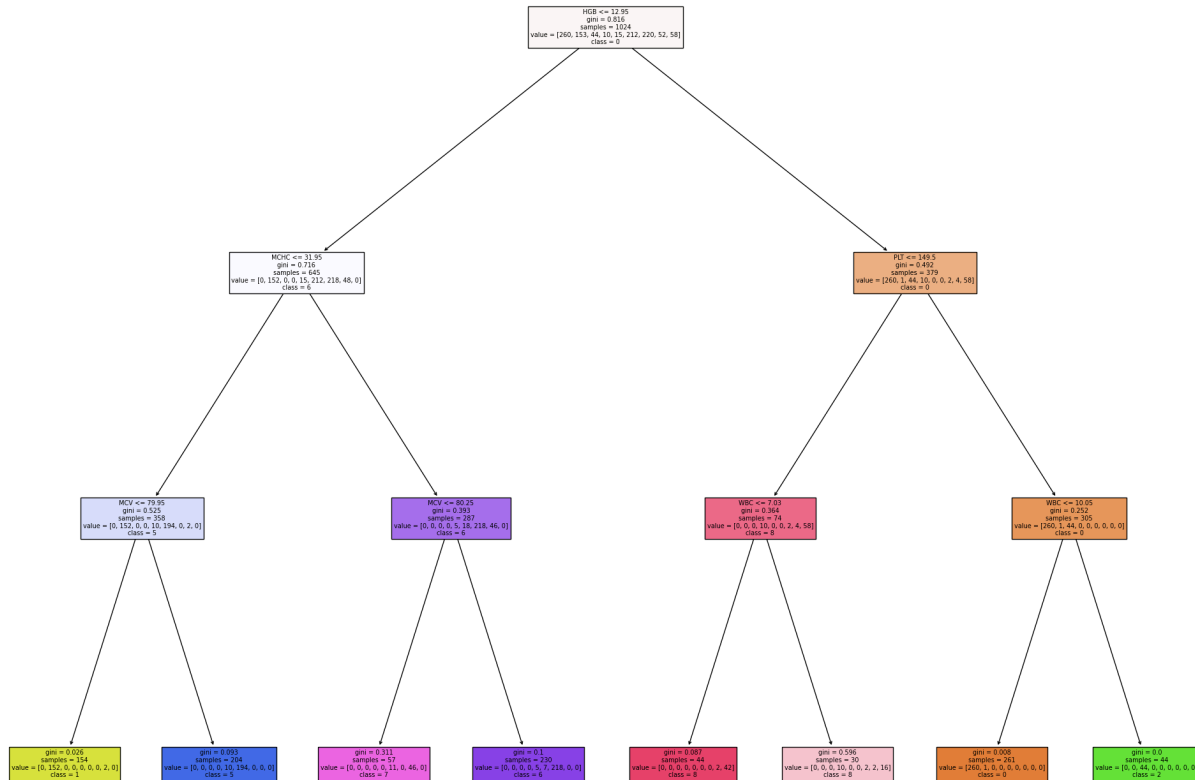 HGB <= 12.95
gini = 0.816
samples = 1024
value = [260, 153, 44, 10, 15, 212, 220, 52, 58]
class = 0
MCHC <= 31.95
gini = 0.716
samples = 645
value = [0, 152, 0, 0, 15, 212, 218, 48, 0]
class = 6
PLT <= 149.5
gini = 0.492
samples = 379
value = [260, 1, 44, 10, 0, 0, 2, 4, 58]
class = 0
MCV <= 79.95
gini = 0.525
samples = 358
value = [0, 152, 0, 0, 10, 194, 0, 2, 0]
class = 5
MCV <= 80.25
gini = 0.393
samples = 287
value = [0, 0, 0, 0, 5, 18, 218, 46, 0]
class = 6
WBC <= 7.03
gini = 0.364
samples = 74
value = [0, 0, 0, 10, 0, 0, 2, 4, 58]
class = 8
WBC <= 10.05
gini = 0.252
samples = 305
value = [260, 1, 44, 0, 0, 0, 0, 0, 0]
class = 0
gini = 0.026
samples = 154
value = [0, 152, 0, 0, 0, 0, 0, 2, 0]
class = 1
gini = 0.093
samples = 204
value = [0, 0, 0, 0, 10, 194, 0, 0, 0]
class = 5
gini = 0.311
samples = 57
value = [0, 0, 0, 0, 0, 11, 0, 46, 0]
class = 7
gini = 0.1
samples = 230
value = [0, 0, 0, 0, 5, 7, 218, 0, 0]
class = 6
gini = 0.087
samples = 44
value = [0, 0, 0, 0, 0, 0, 0, 2, 42]
class = 8
gini = 0.596
samples = 30
value = [0, 0, 0, 10, 0, 0, 2, 2, 16]
class = 8
gini = 0.008
samples = 261
value = [260, 1, 0, 0, 0, 0, 0, 0, 0]
class = 0
gini = 0.0
samples = 44
value = [0, 0, 44, 0, 0, 0, 0, 0, 0
class = 2